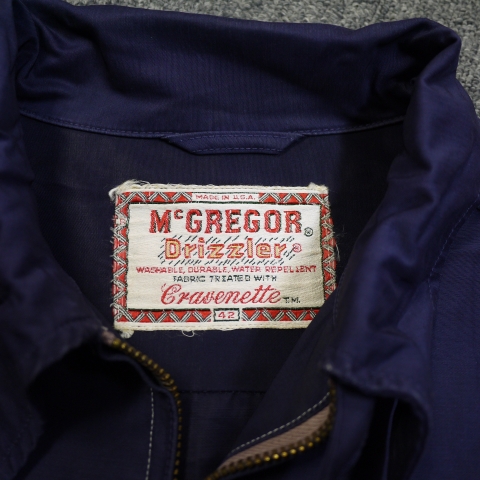 MADE IN U.S.A.
McGREGOR®
Drizzler®
WASHABLE, DURABLE, WATER REPELLENT
FABRIC TREATED WITH
Cravenette T.M.
42